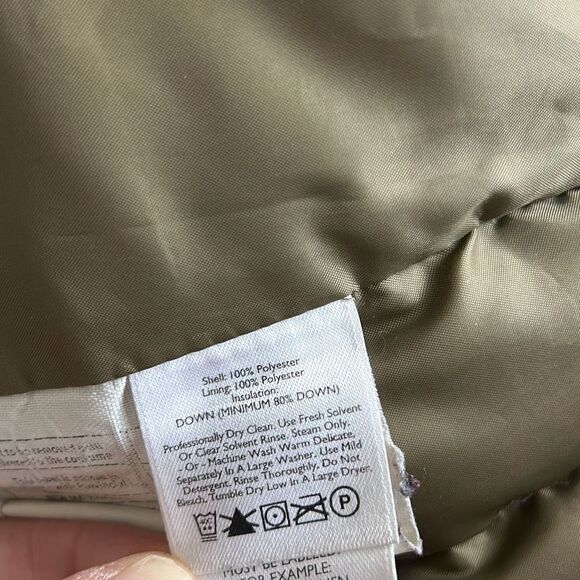 Shell: 100% Polyester
Lining: 100% Polyester
Insulation:
DOWN (MINIMUM 80% DOWN)
Professionally Dry Clean. Use Fresh Solvent
Or Clear Solvent Rinse. Steam Only.
- Or - Machine Wash Warm Delicate,
Separately In A Large Washer. Use Mild
Detergent. Rinse Thoroughly. Do Not
Bleach, Tumble Dry Low In A Large Dryer.
P
MUST BE LABELED
FOR EXAMPLE: